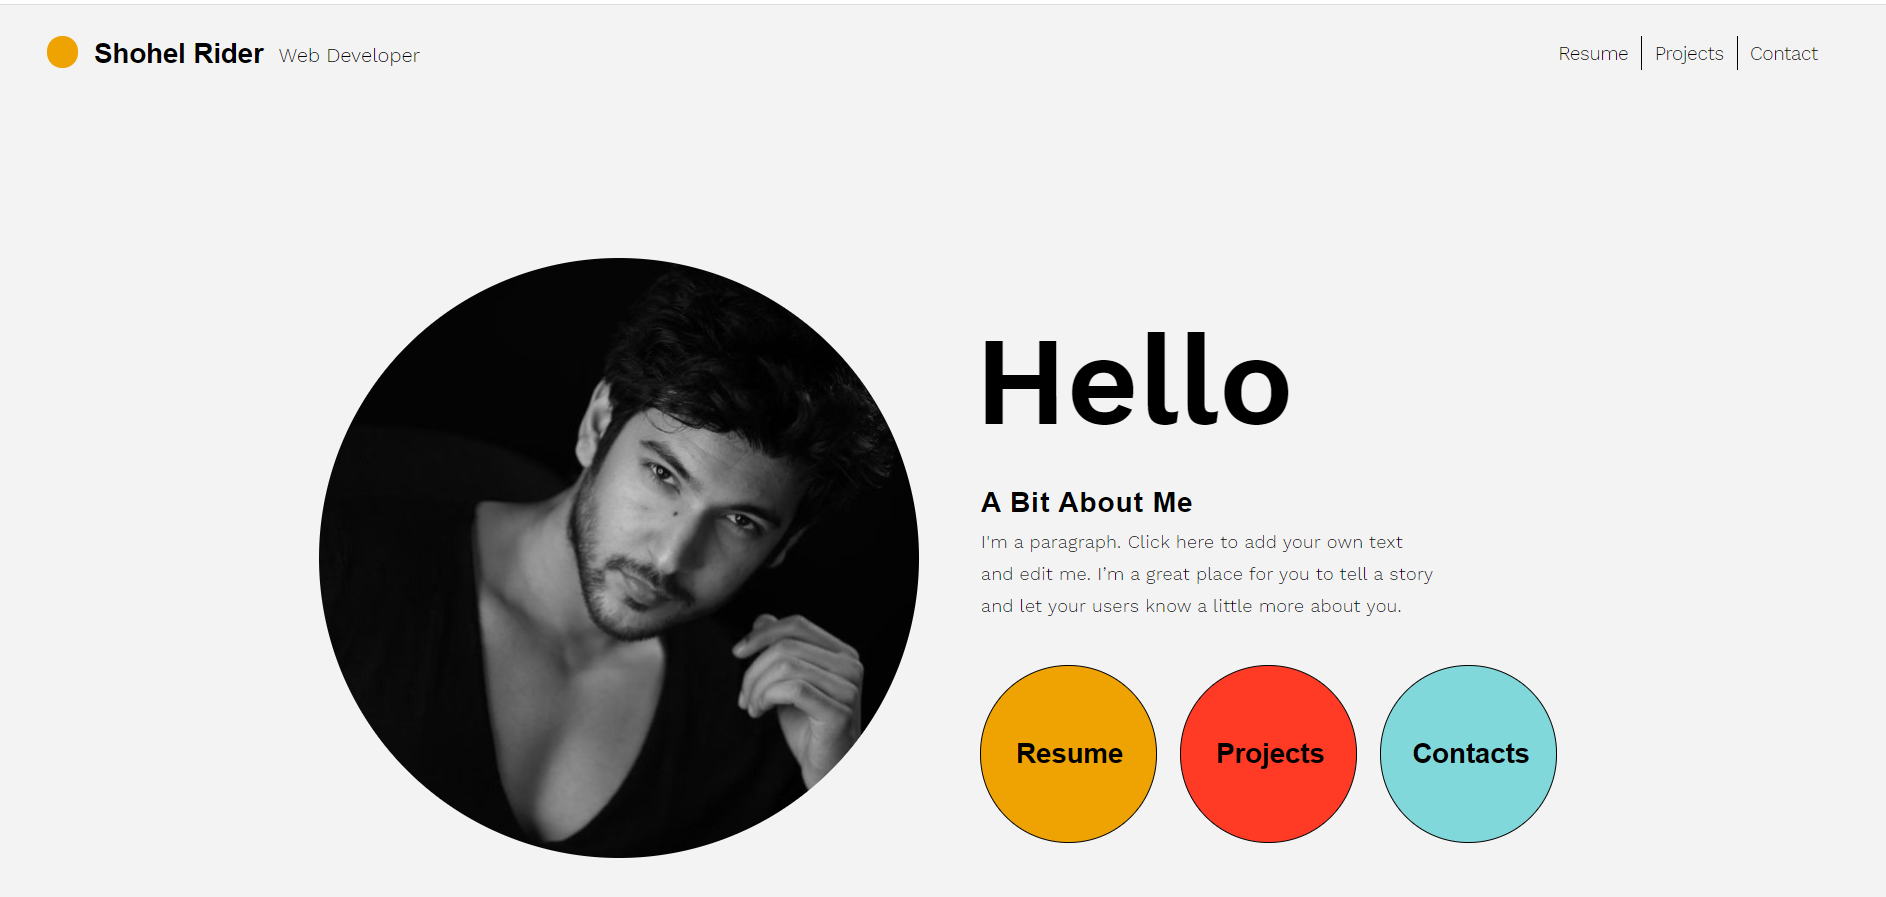 Shohel Rider Web Developer
Resume Projects Contact
Hello
A Bit About Me
I'm a paragraph. Click here to add your own text
and edit me. I’m a great place for you to tell a story
and let your users know a little more about you.
Resume Projects Contacts